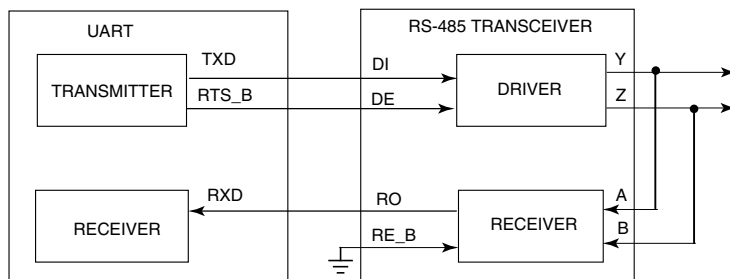 UART
RS-485 TRANSCEIVER
TXD
DI
Y
TRANSMITTER
DRIVER
RTS_B
DE
Z
RXD
RO
A
RECEIVER
RECEIVER
RE_B
B